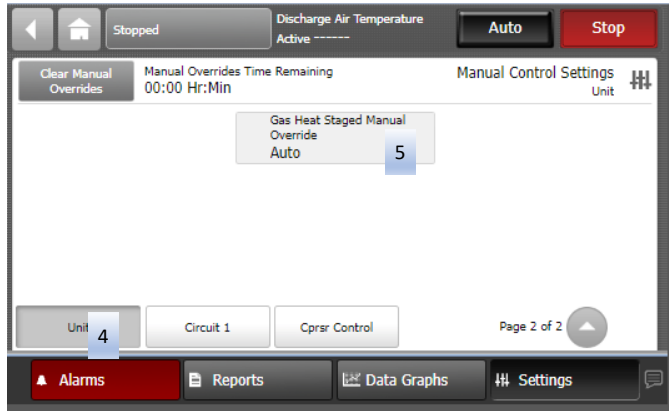 Stopped
Discharge Air Temperature
Active ------
Auto
Stop
Clear Manual
Overrides
Manual Overrides Time Remaining
00:00 Hr:Min
Manual Control Settings
Unit
Gas Heat Staged Manual
Override
Auto
5
Unit
4
Circuit 1
Cprsr Control
Page 2 of 2
Alarms
Reports
Data Graphs
Settings